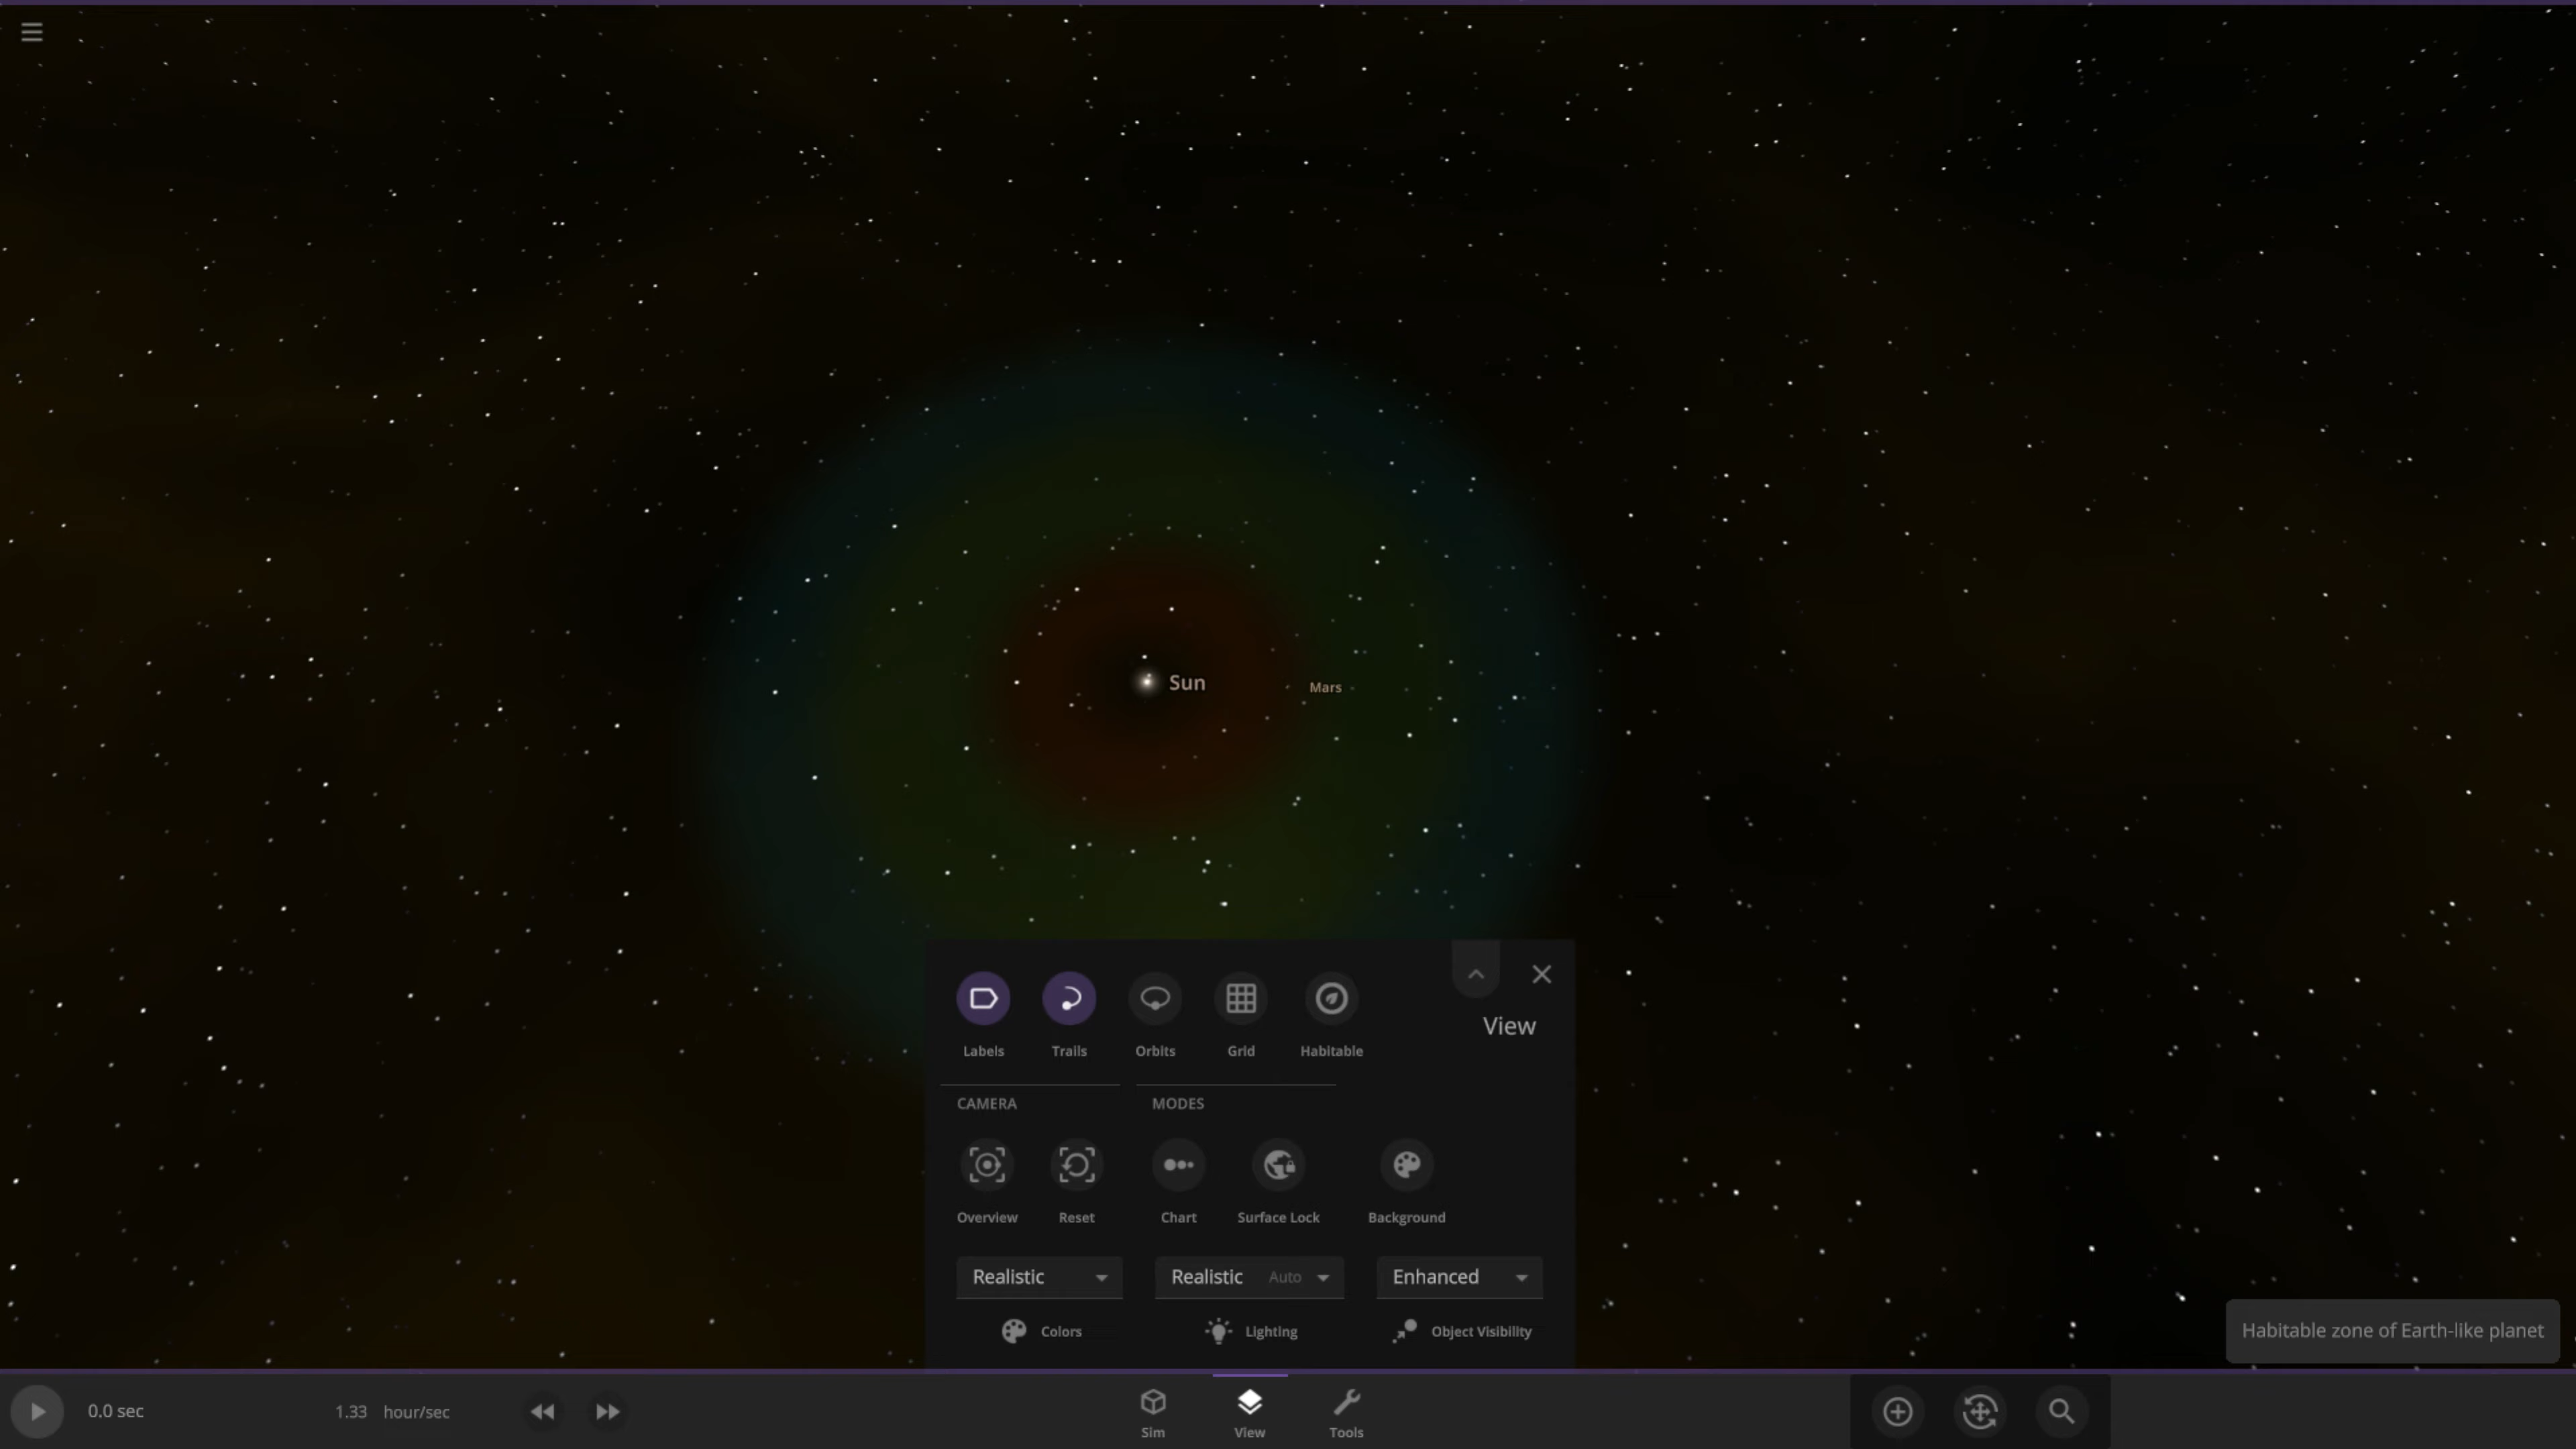 Sun
Mars
View
Labels Trails Orbits Grid Habitable
CAMERA MODES
Overview Reset Chart Surface Lock Background
Realistic Realistic Auto Enhanced
Colors Lighting Object Visibility
Habitable zone of Earth-like planet
0.0 sec 1.33 hour/sec
Sim View Tools